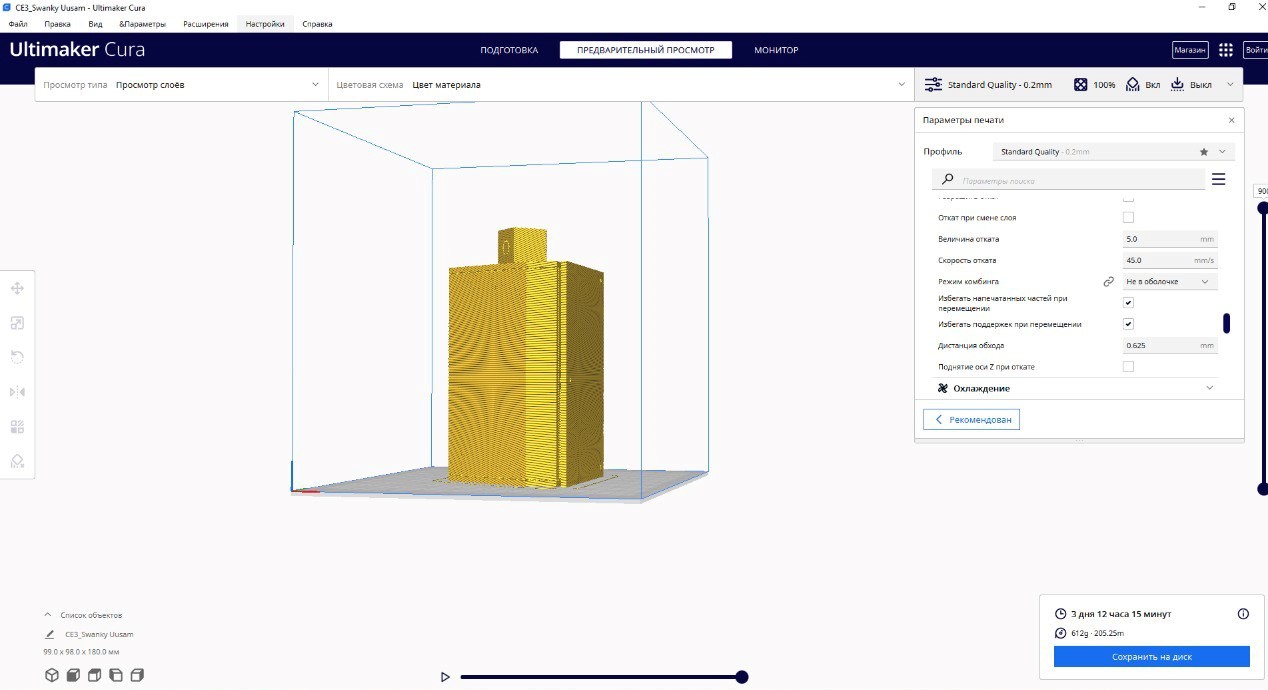 CE3_Swanky Uusam - Ultimaker Cura
Файл Правка Вид &Параметры Расширения Настройки Справка
Ultimaker Cura ПОДГОТОВКА ПРЕДВАРИТЕЛЬНЫЙ ПРОСМОТР МОНИТОР Магазин Войти
Просмотр типа Просмотр слоёв Цветовая схема Цвет материала Standard Quality - 0.2mm 100% Вкл Выкл
Параметры печати
Профиль Standard Quality - 0.2mm
Параметры поиска
Откат при смене слоя
Величина отката 5.0 mm
Скорость отката 45.0 mm/s
Режим комбинга Не в оболочке
Избегать напечатанных частей при
перемещении
Избегать поддержек при перемещении
Дистанция обхода 0.625 mm
Поднятие оси Z при откате
Охлаждение
Рекомендован
900
Список объектов
CE3_Swanky Uusam
99.0 x 98.0 x 180.0 мм
3 дня 12 часа 15 минут
612g · 205.25m
Сохранить на диск